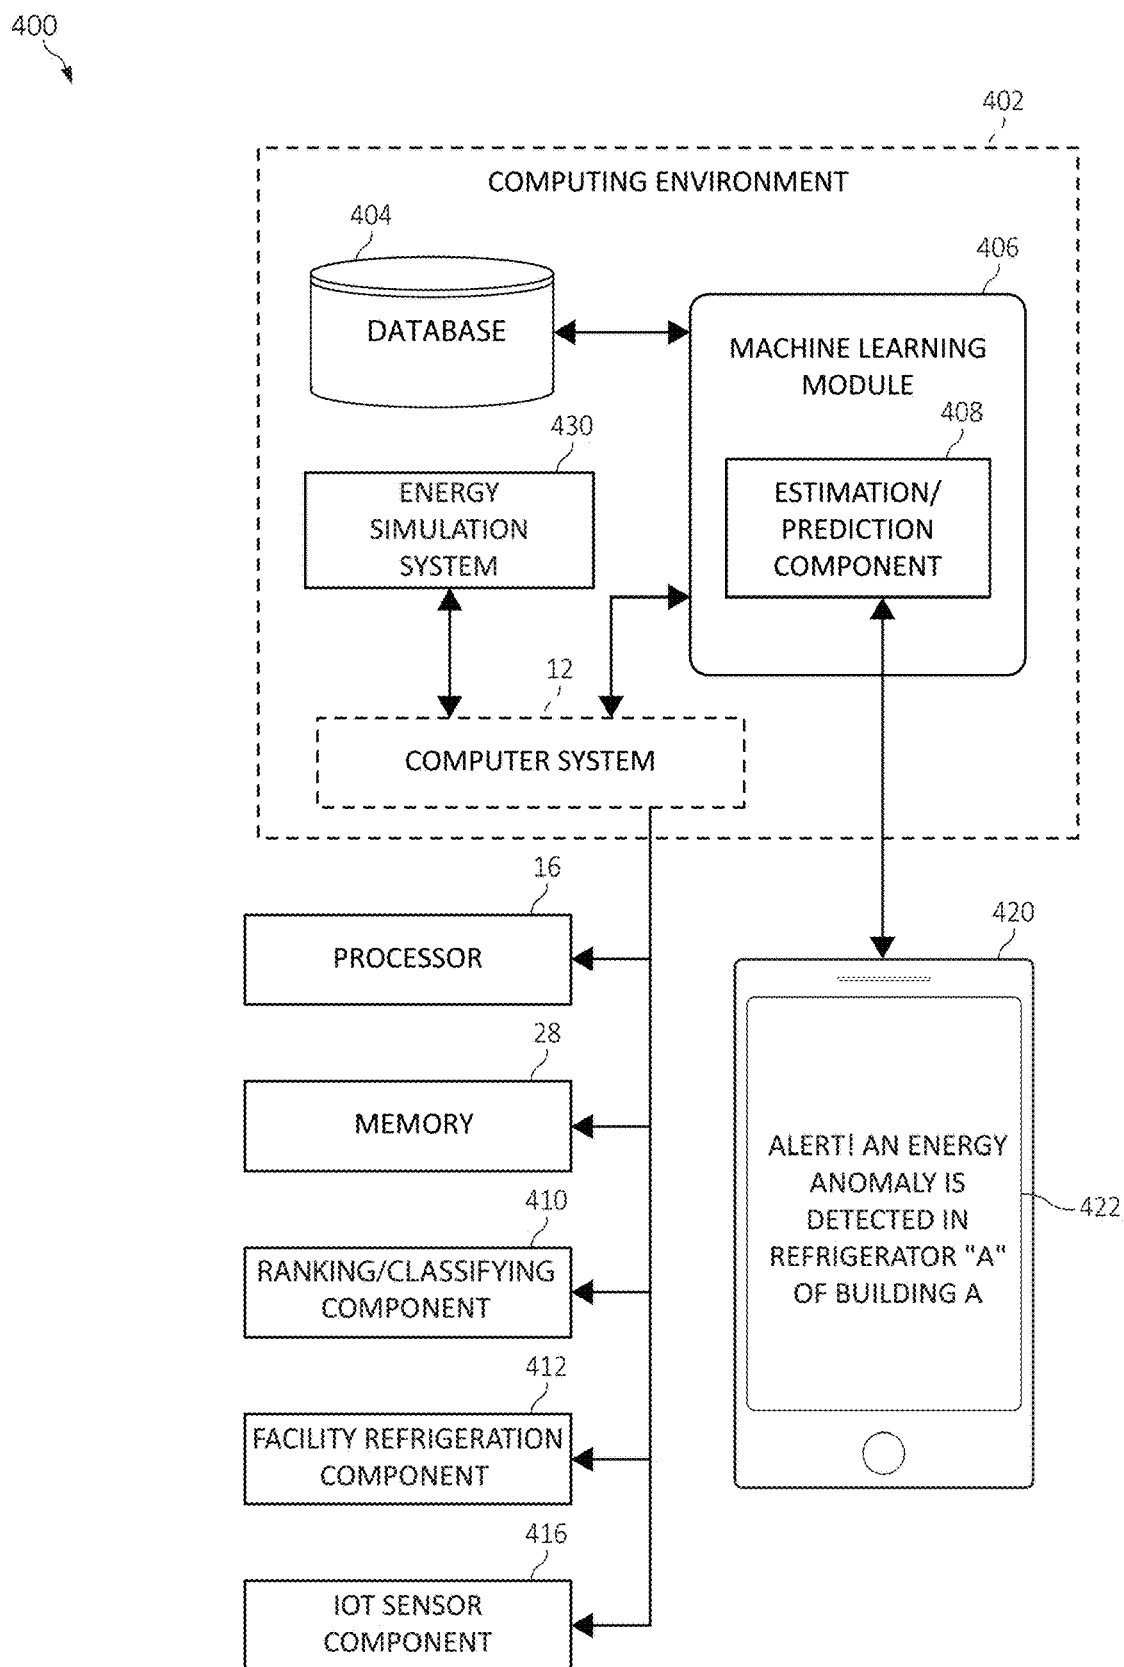 400
402
COMPUTING ENVIRONMENT
404
DATABASE
406
MACHINE LEARNING
MODULE
408
ESTIMATION/
PREDICTION
COMPONENT
430
ENERGY
SIMULATION
SYSTEM
12
COMPUTER SYSTEM
16
PROCESSOR
28
MEMORY
410
RANKING/CLASSIFYING
COMPONENT
412
FACILITY REFRIGERATION
COMPONENT
416
IOT SENSOR
COMPONENT
420
ALERT! AN ENERGY
ANOMALY IS
DETECTED IN
REFRIGERATOR "A"
OF BUILDING A
422